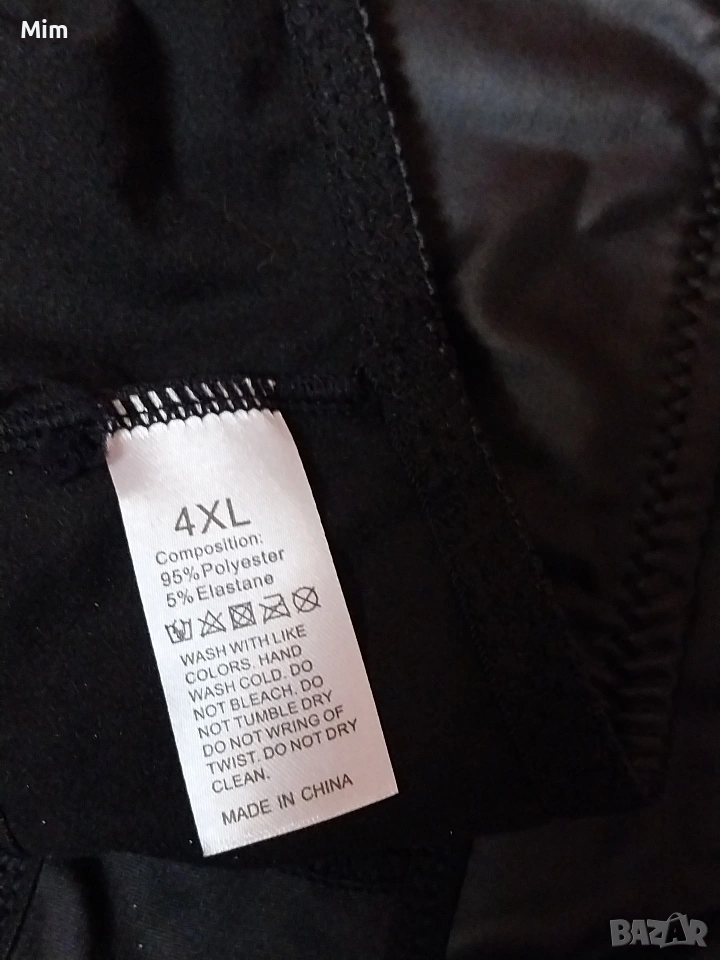 Mim
4XL
Composition:
95%Polyester
5%Elastane
WASH WITH LIKE
COLORS. HAND
WASH COLD. DO
NOT BLEACH. DO
NOT TUMBLE DRY
DO NOT WRING OF
TWIST. DO NOT DRY
CLEAN.
MADE IN CHINA
BAZAR